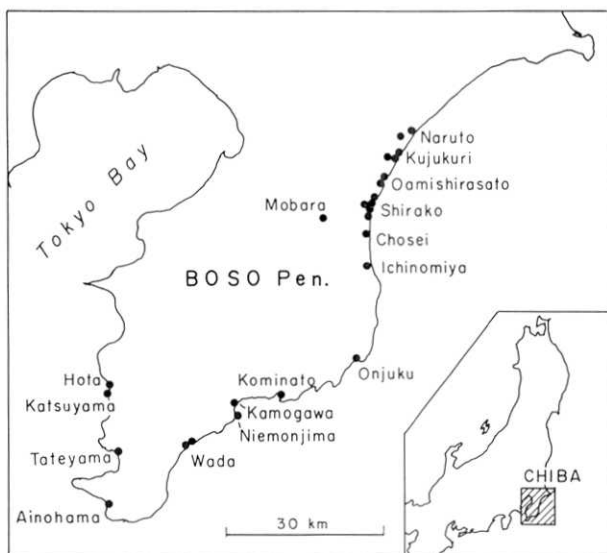 Tokyo Bay
Naruto
Kujukuri
Oamishirasato
Mobara
Shirako
Chosei
BOSO Pen.
Ichinomiya
Onjuku
Hota
Kominato
Katsuyama
Kamogawa
Niemonjima
Tateyama
Wada
CHIBA
Ainohama
30 km